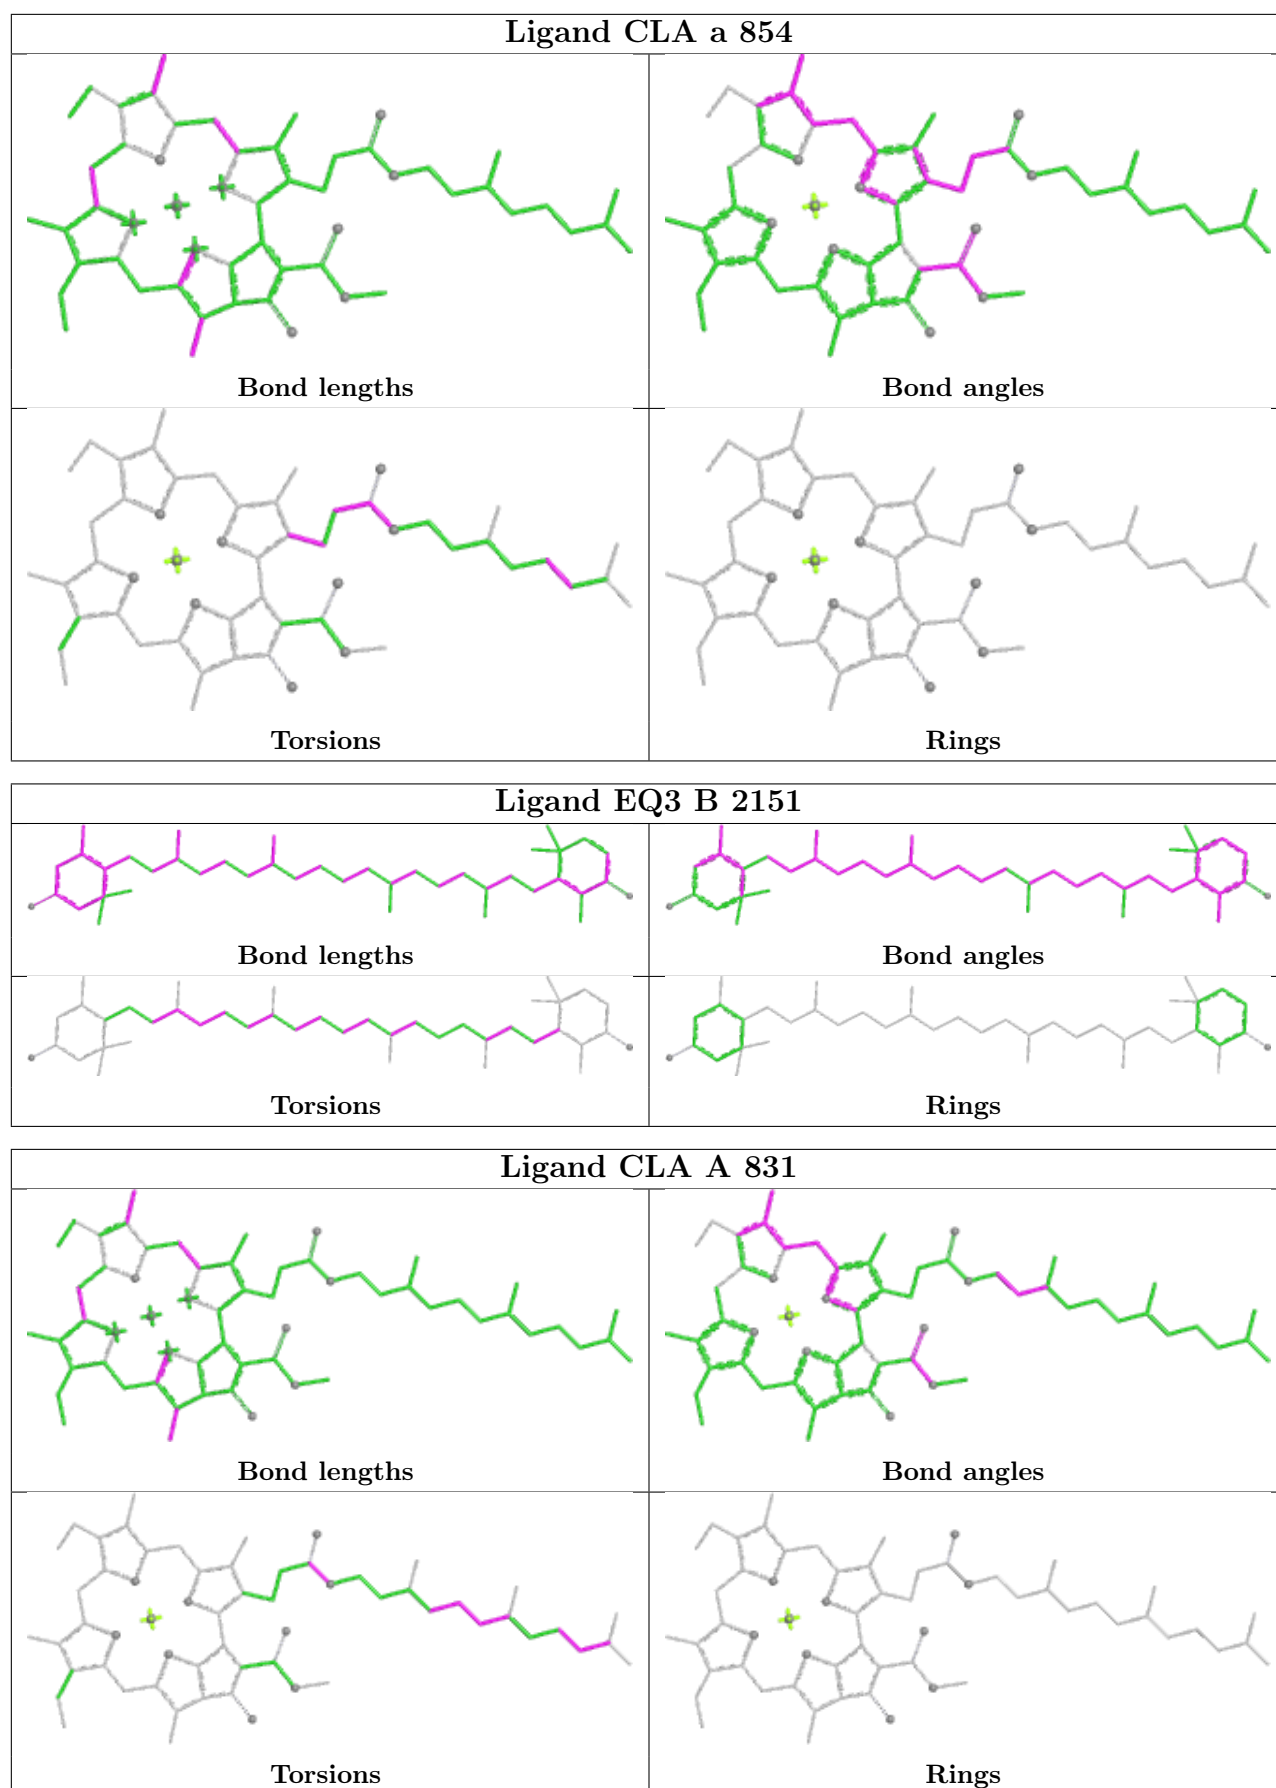 Ligand CLA a 854
Bond lengths
Bond angles
Torsions
Rings
Ligand EQ3 B 2151
Bond lengths
Bond angles
Torsions
Rings
Ligand CLA A 831
Bond lengths
Bond angles
Torsions
Rings